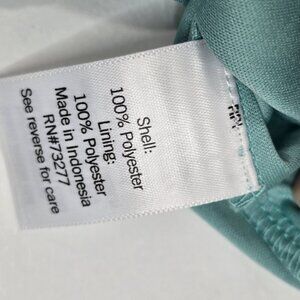 Shell:
100% Polyester
Lining:
100% Polyester
Made in Indonesia
RN#73277
See reverse for care